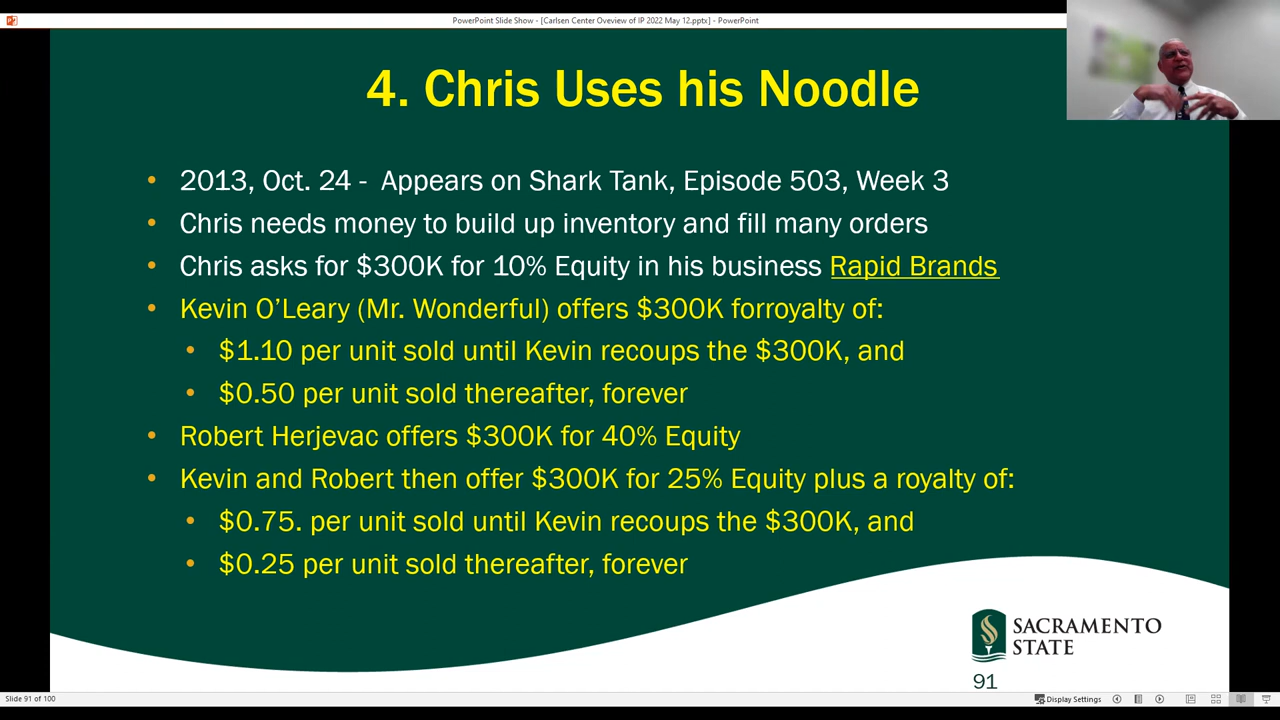 PowerPoint Slide Show - [Carlsen Center Oveview of IP 2022 May 12.pptx] - PowerPoint
4. Chris Uses his Noodle
• 2013, Oct. 24 - Appears on Shark Tank, Episode 503, Week 3
• Chris needs money to build up inventory and fill many orders
• Chris asks for $300K for 10% Equity in his business Rapid Brands
• Kevin O’Leary (Mr. Wonderful) offers $300K forroyalty of:
• $1.10 per unit sold until Kevin recoups the $300K, and
• $0.50 per unit sold thereafter, forever
• Robert Herjevac offers $300K for 40% Equity
• Kevin and Robert then offer $300K for 25% Equity plus a royalty of:
• $0.75. per unit sold until Kevin recoups the $300K, and
• $0.25 per unit sold thereafter, forever
SACRAMENTO
STATE
91
Slide 91 of 100
Display Settings